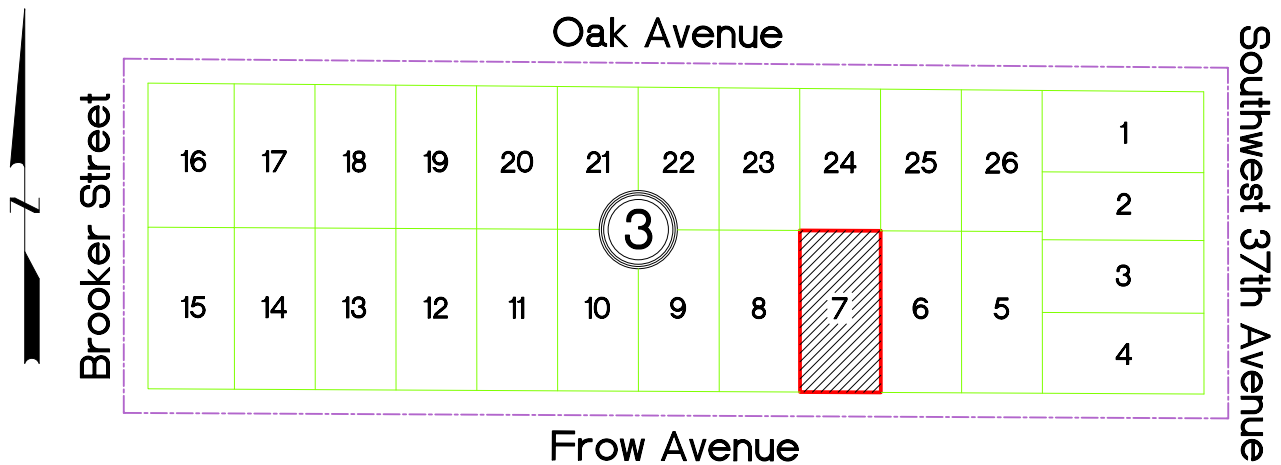 Oak Avenue
Brooker Street
Southwest 37th Avenue
N
16 17 18 19 20 21 22 23 24 25 26
1
2
3
3
15 14 13 12 11 10 9 8 7 6 5
4
Frow Avenue